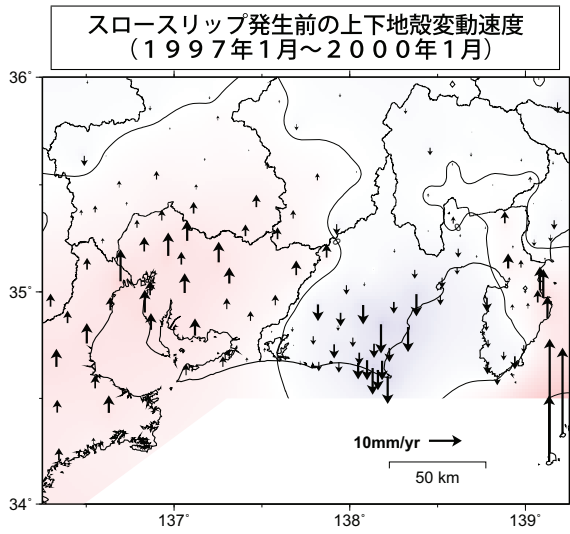 スロースリップ発生前の上下地殻変動速度
（１９９７年１月～２０００年１月）
36˚
35˚
10mm/yr
50 km
34˚
137˚
138˚
139˚